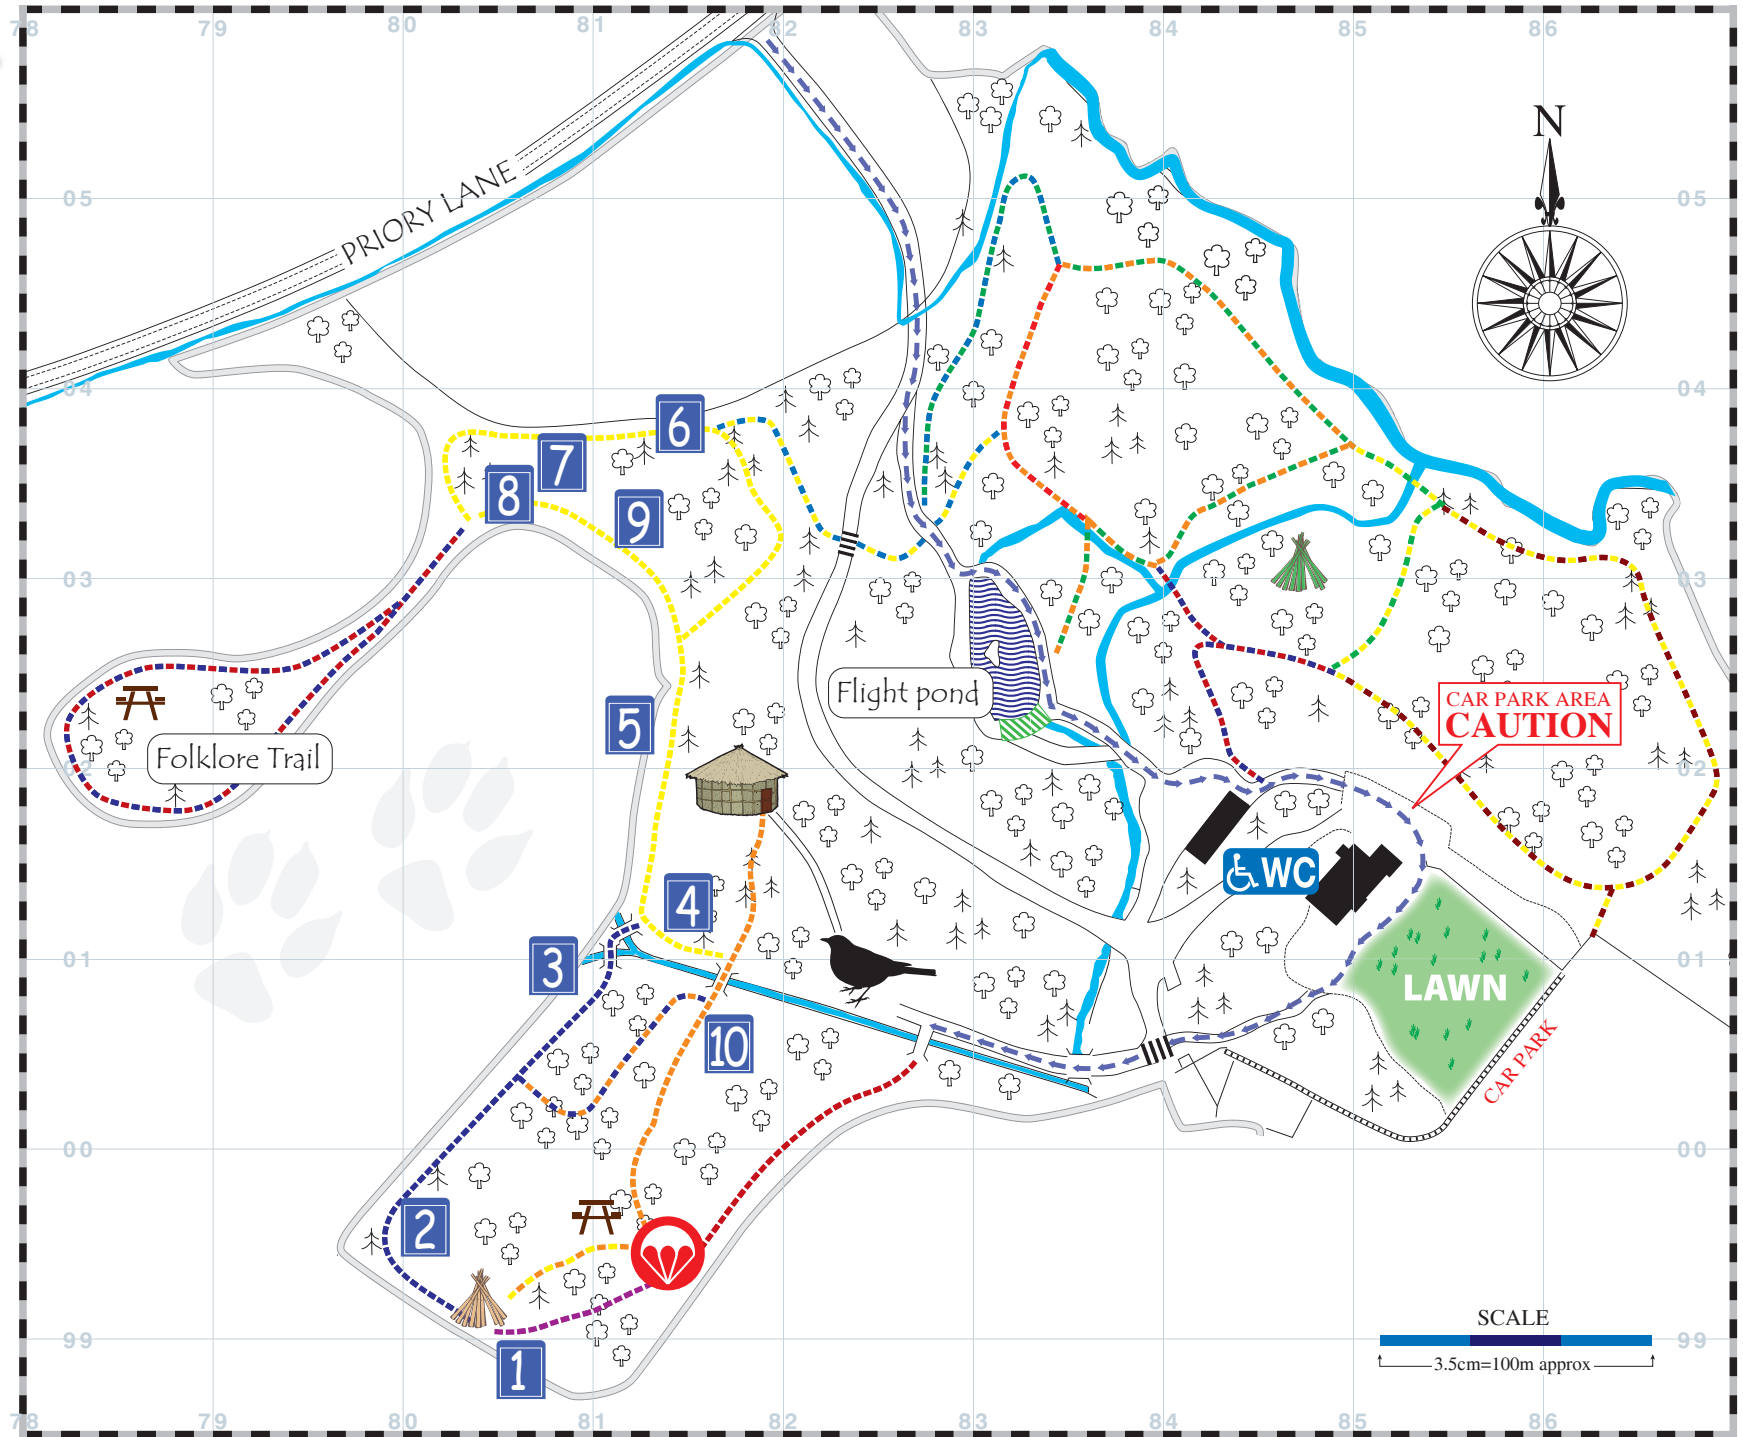 78 79 80 81 82 83 84 85 86
N
05 PRIORY LANE 05
04 04
6
7
8
9
03 03
5
Flight pond
CAR PARK AREA
CAUTION
Folklore Trail
02 02
WC
4
3
01 LAWN 01
10
CAR PARK
00 00
2
SCALE
99 99
3.5cm=100m approx
1
78 79 80 81 82 83 84 85 86